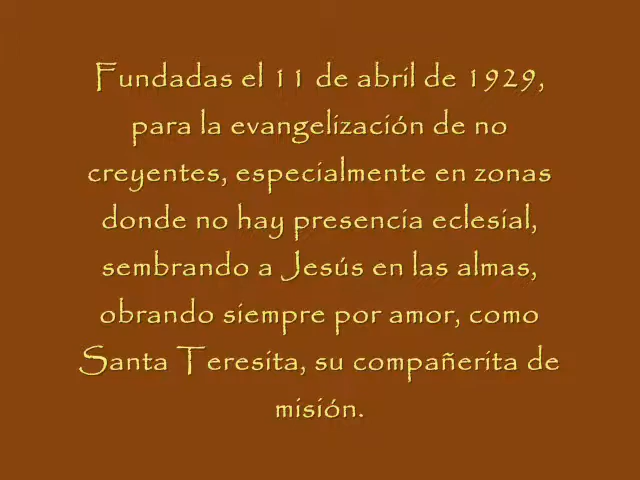 Fundadas el 11 de abril de 1929,
para la evangelización de no
creyentes, especialmente en zonas
donde no hay presencia eclesial,
sembrando a Jesús en las almas,
obrando siempre por amor, como
Santa Teresita, su compañerita de
misión.